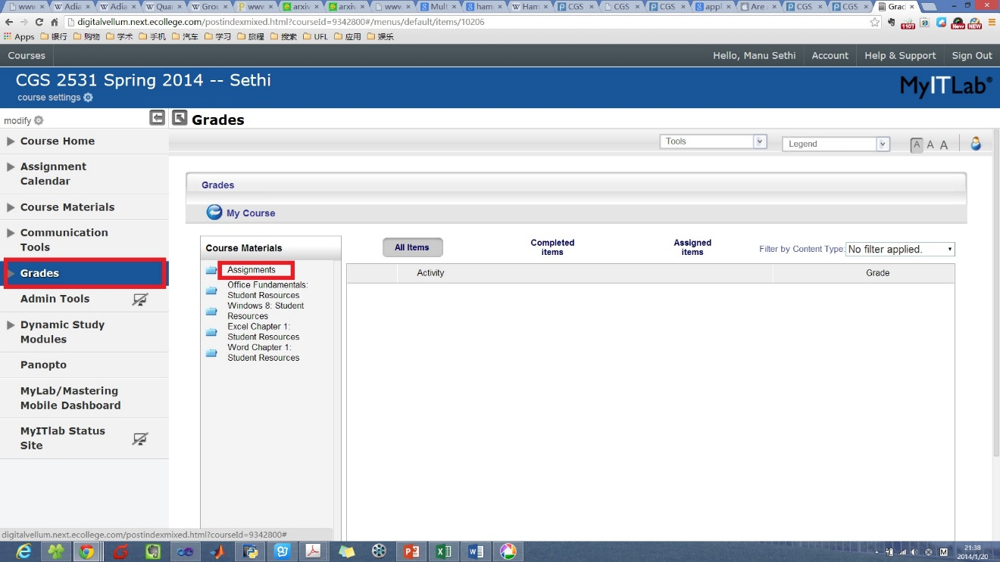 www
Adia
Adia
Qua
Grou
www
arxiv
arxiv
www
Mult
ham
Ham
CGS
CGS
CGS
appl
Are
CGS
CGS
Grad
digitalvellum.next.ecollege.com/postindexmixed.html?courseId=9342800#/menus/default/items/10206
1107
New
NEW
Apps
银行
购物
学术
手机
汽车
学习
旅程
搜索
UFL
应用
娱乐
Courses
Hello, Manu Sethi
Account
Help & Support
Sign Out
CGS 2531 Spring 2014 -- Sethi
course settings
MyITLab®
modify
Grades
Course Home
Assignment
Calendar
Course Materials
Communication
Tools
Grades
Admin Tools
Dynamic Study
Modules
Panopto
MyLab/Mastering
Mobile Dashboard
MyITlab Status
Site
Tools
Legend
A A A
Grades
My Course
Course Materials
Assignments
Office Fundamentals:
Student Resources
Windows 8: Student
Resources
Excel Chapter 1:
Student Resources
Word Chapter 1:
Student Resources
All Items
Completed
items
Assigned
items
Filter by Content Type:
No filter applied.
Activity
Grade
digitalvellum.next.ecollege.com/postindexmixed.html?courseId=9342800#
M
21:38
2014/1/20